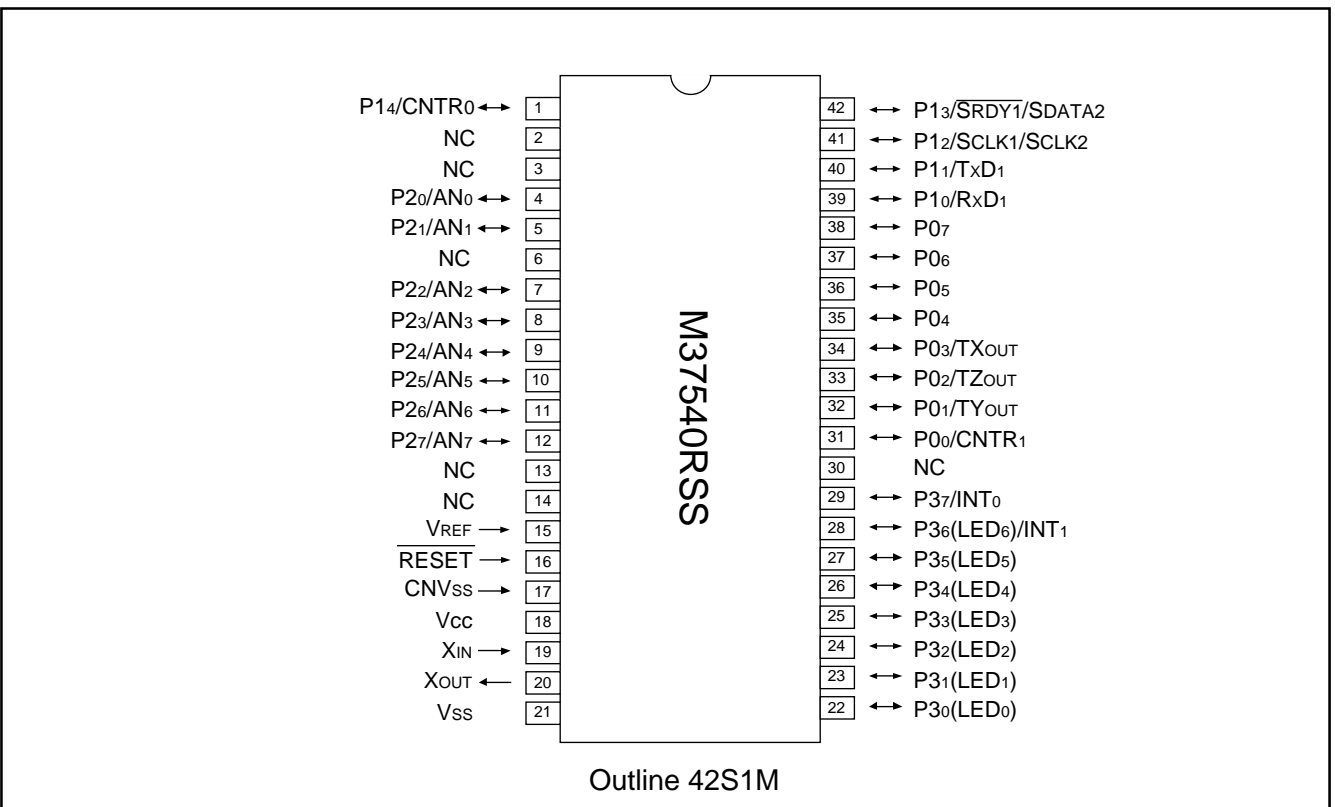 P14/CNTR0 1
NC 2
NC 3
P20/AN0 4
P21/AN1 5
NC 6
P22/AN2 7
P23/AN3 8
P24/AN4 9
P25/AN5 10
P26/AN6 11
P27/AN7 12
NC 13
NC 14
VREF 15
RESET 16
CNVSS 17
Vcc 18
XIN 19
XOUT 20
Vss 21
M37540RSS
42 P13/SRDY1/SDATA2
41 P12/SCLK1/SCLK2
40 P11/TxD1
39 P10/RxD1
38 P07
37 P06
36 P05
35 P04
34 P03/TXOUT
33 P02/TZOUT
32 P01/TYOUT
31 P00/CNTR1
30 NC
29 P37/INT0
28 P36(LED6)/INT1
27 P35(LED5)
26 P34(LED4)
25 P33(LED3)
24 P32(LED2)
23 P31(LED1)
22 P30(LED0)
Outline 42S1M